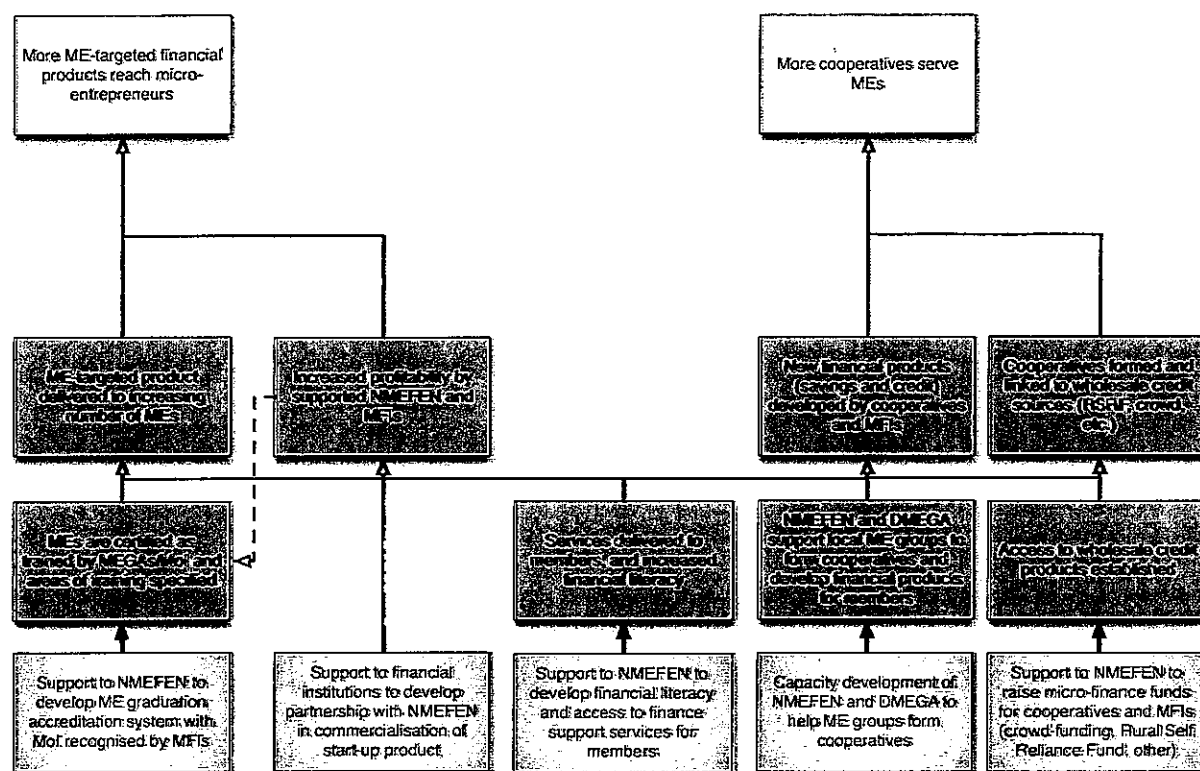 More ME-targeted financial
products reach micro-
entrepreneurs
More cooperatives serve
MEs
ME-targeted product
delivered to increasing
number of MEs
Increased profitability by
supported NMEFEN and
MFIs
New financial products
(savings and credit)
developed by cooperatives
and MFIs
Cooperatives formed and
linked to wholesale credit
sources (RSRF, crowd,
etc.)
MEs are certified as
trained by MEGA/MoI and
areas of training specified
Services delivered to
members, and increased
financial literacy
NMEFEN and DMEGA
support local ME groups to
form cooperatives and
develop financial products
for members
Access to wholesale credit
products established
Support to NMEFEN to
develop ME graduation
accreditation system with
MoI recognised by MFIs
Support to financial
institutions to develop
partnership with NMEFEN
in commercialisation of
start-up product
Support to NMEFEN to
develop financial literacy
and access to finance
support services for
members
Capacity development of
NMEFEN and DMEGA to
help ME groups form
cooperatives
Support to NMEFEN to
raise micro-finance funds
for cooperatives and MFIs
(crowd-funding, Rural Self
Reliance Fund, other)